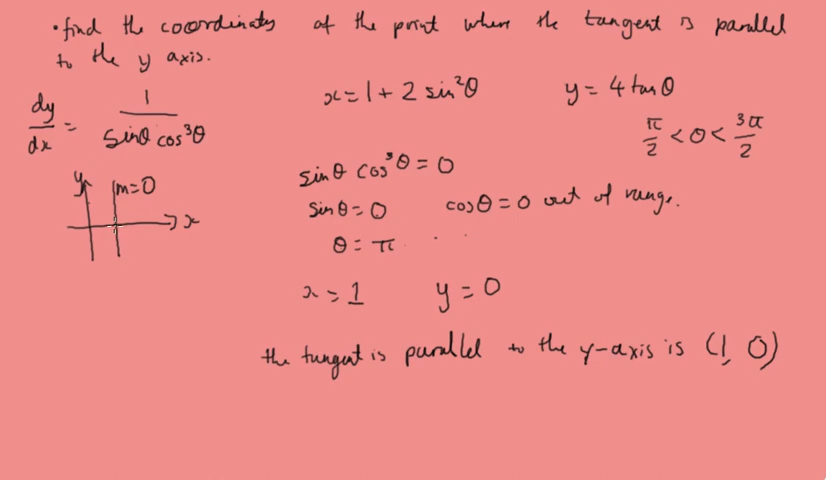 • find the coordinates of the point where the tangent is parallel
to the y axis.
dy/dx = 1/(sinθ cos³θ)
x = 1 + 2 sin²θ y = 4 tanθ
π/2 < θ < 3π/2
y m=0
x
sinθ cos³θ = 0
sinθ = 0 cosθ = 0 out of range.
θ = π
x = 1 y = 0
the tangent is parallel to the y-axis is (1, 0)